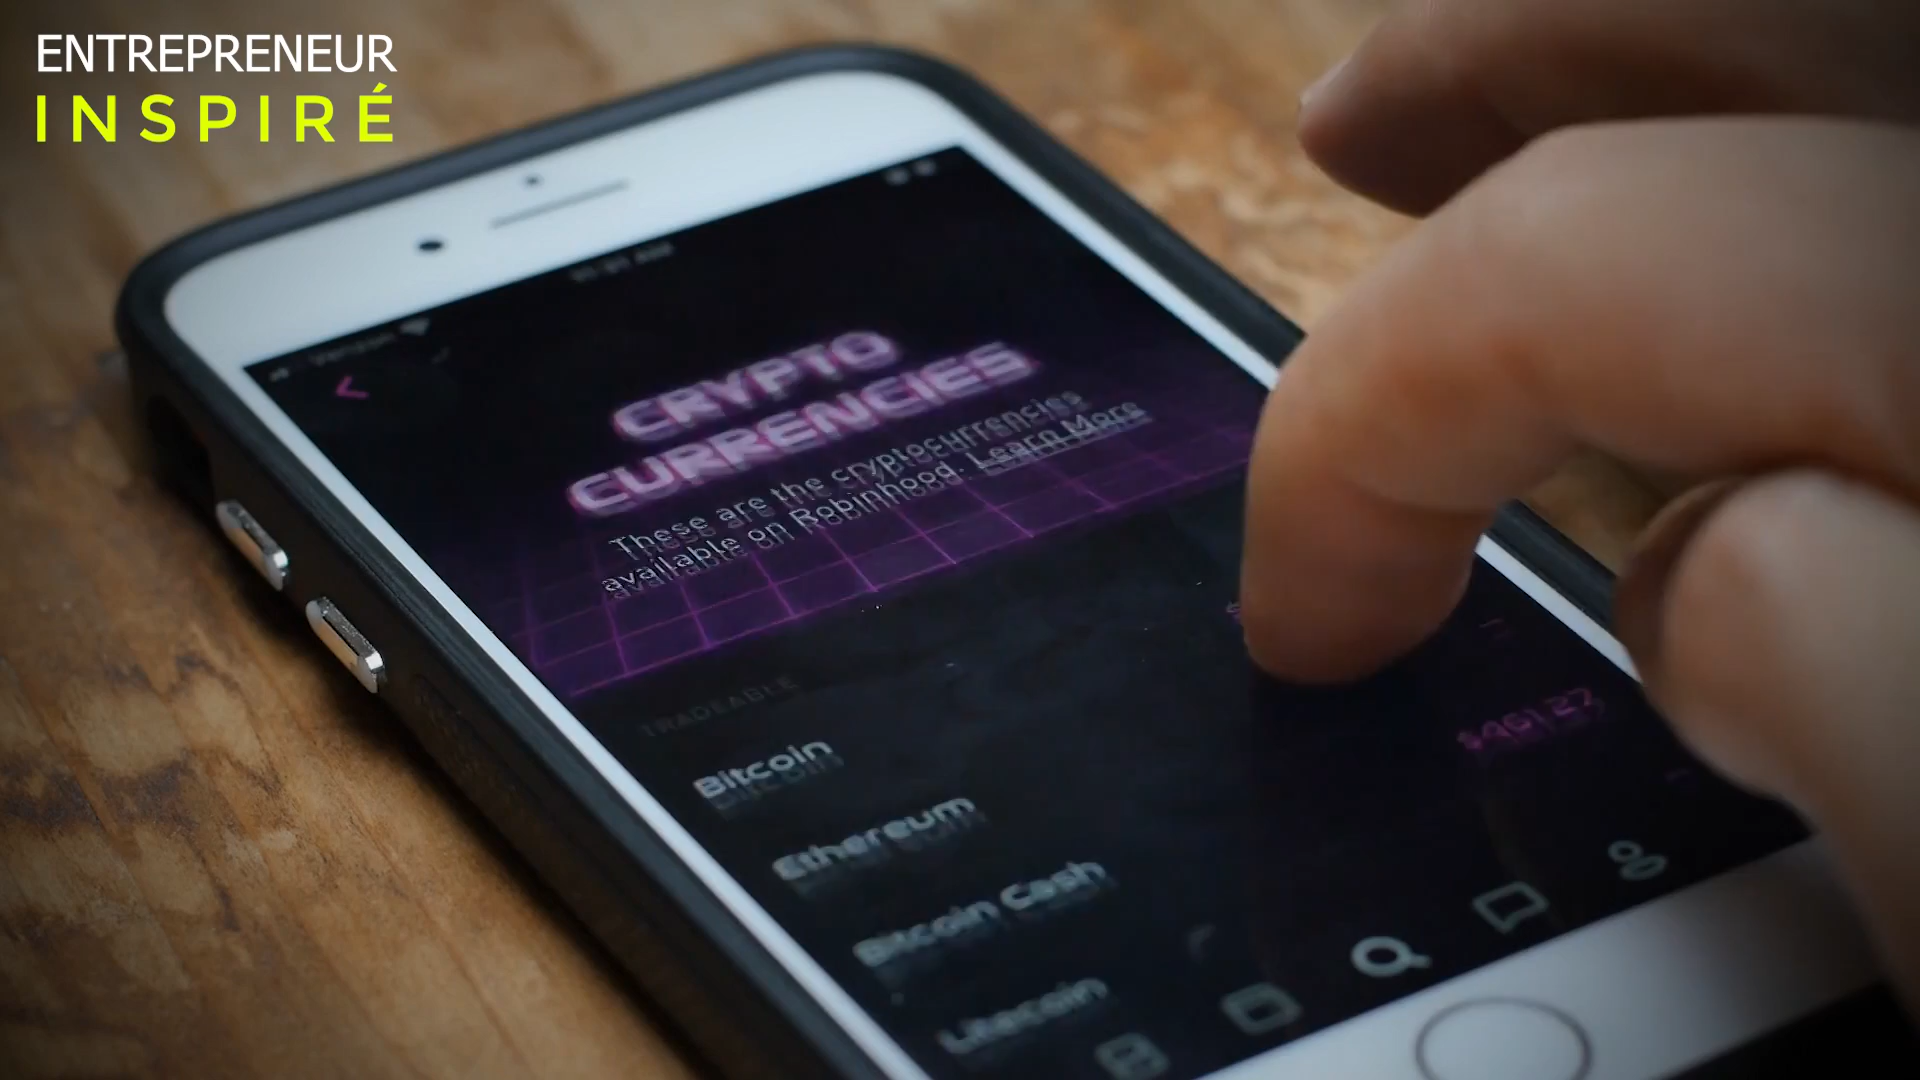 ENTREPRENEUR
INSPIRÉ
CRYPTO
CURRENCIES
These are the cryptocurrencies
available on Robinhood. Learn More
TRADEABLE
Bitcoin
Ethereum
Bitcoin Cash
Litecoin